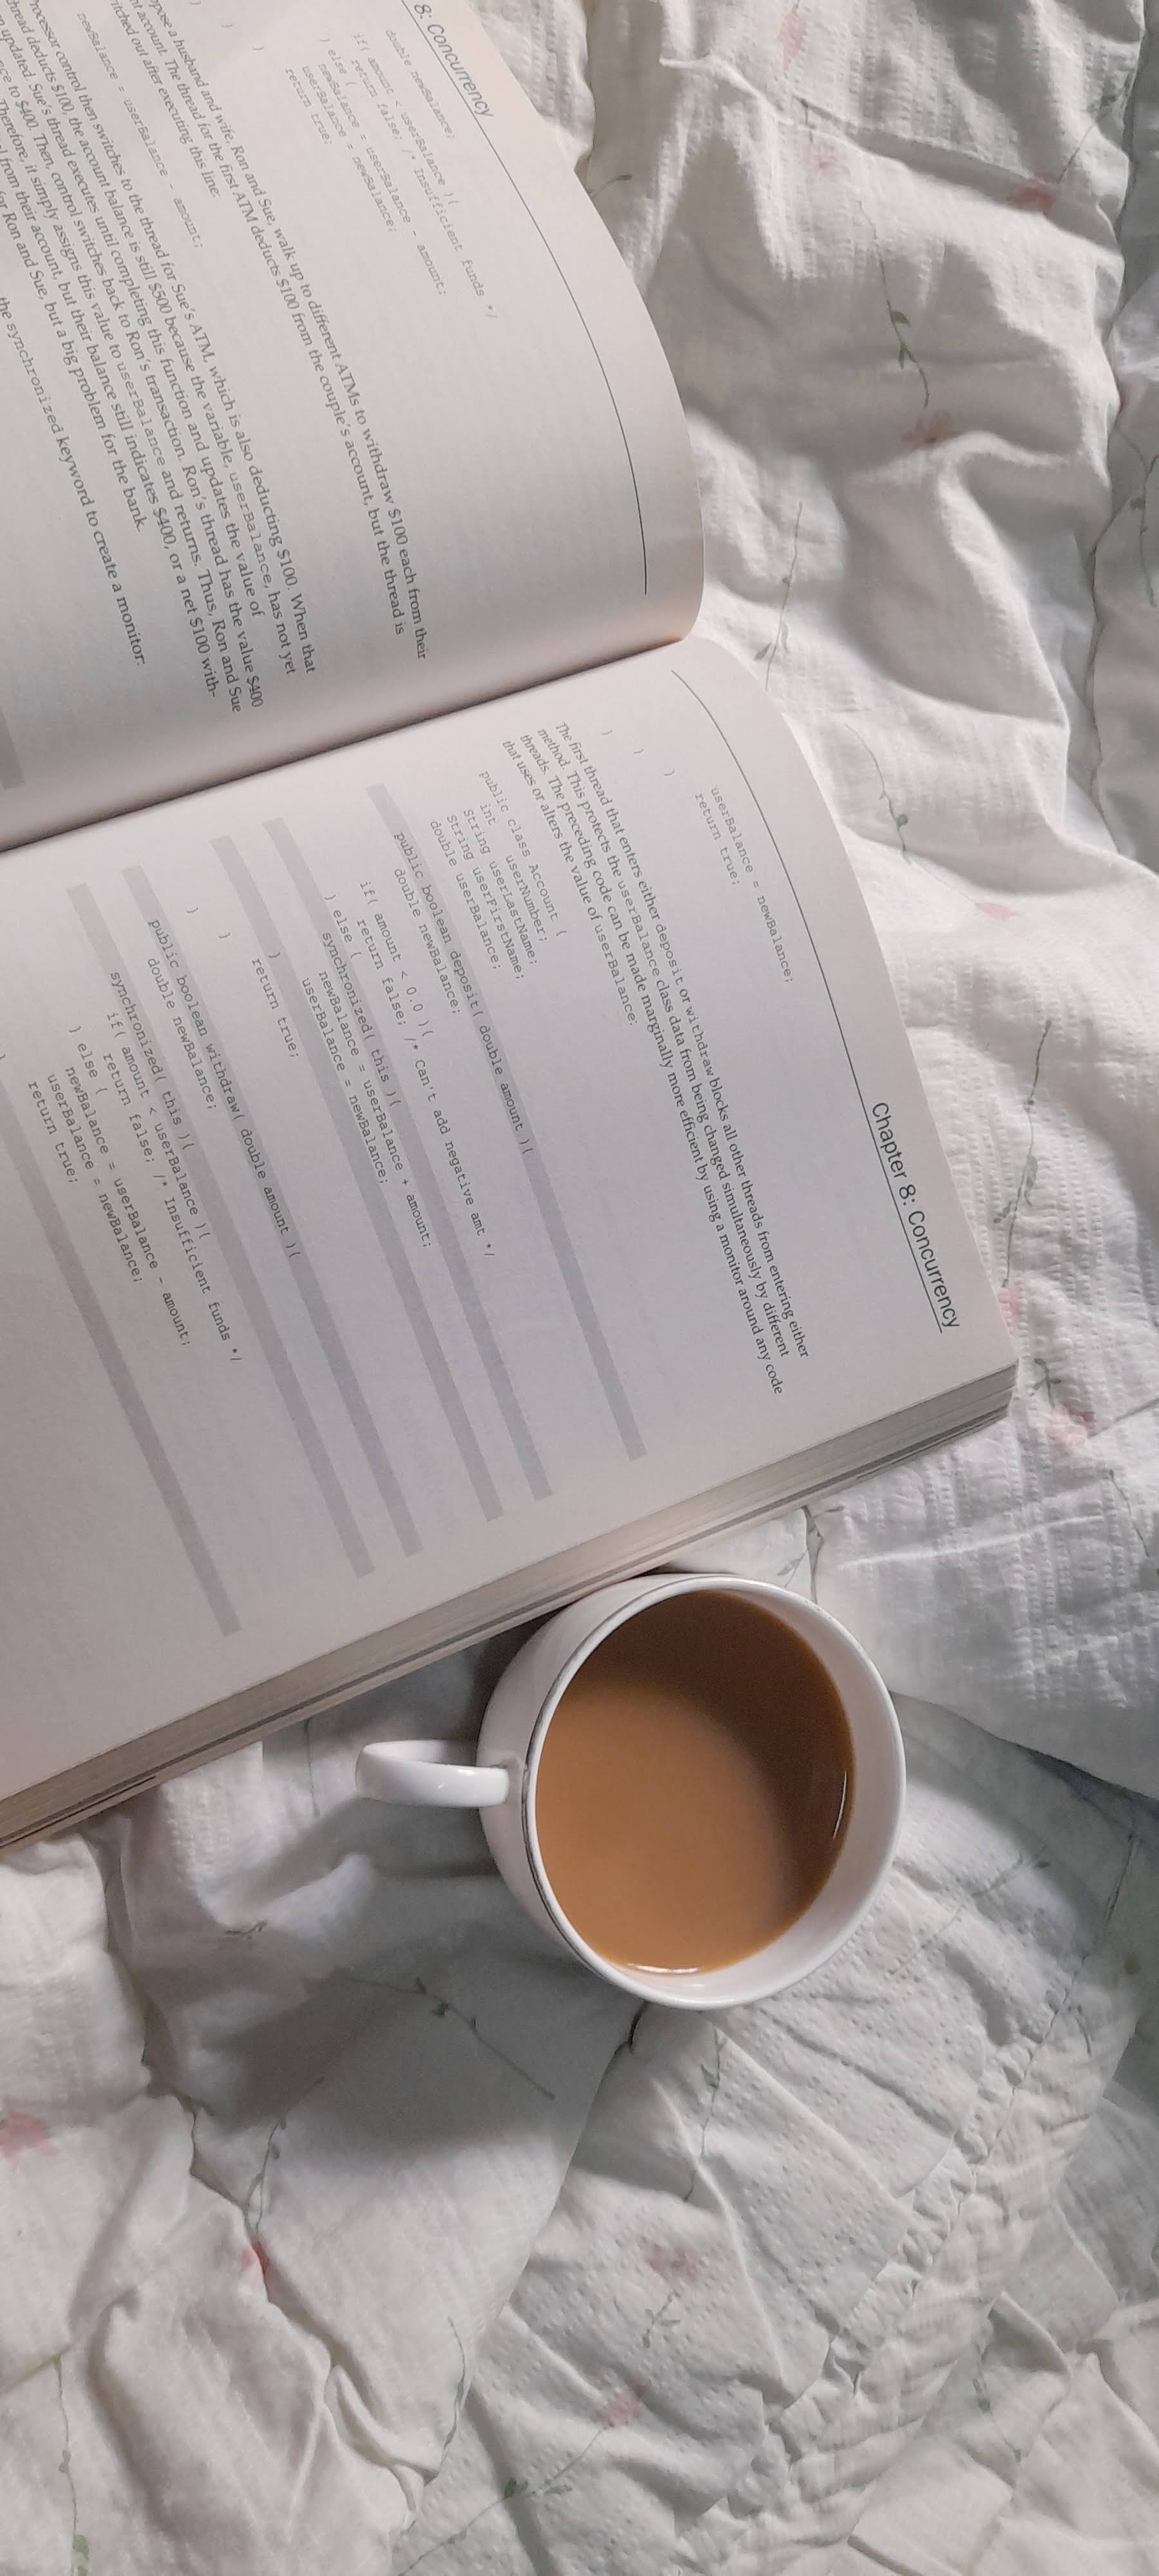 8: Concurrency
double newBalance;
if( amount < userBalance ){
return false; /* Insufficient funds */
} else {
newBalance = userBalance - amount;
userBalance = newBalance;
return true;
}
}
}
ppose a husband and wife, Ron and Sue, walk up to different ATMs to withdraw $100 each from their
nt account. The thread for the first ATM deducts $100 from the couple's account, but the thread is
itched out after executing this line:
newBalance = userBalance - amount;
Processor control then switches to the thread for Sue's ATM, which is also deducting $100. When that
hread deducts $100, the account balance is still $500 because the variable, userBalance, has not yet
n updated. Sue's thread executes until completing this function and updates the value of
nce to $400. Then, control switches back to Ron's transaction. Ron's thread has the value $400
Therefore, it simply assigns this value to userBalance and returns. Thus, Ron and Sue
from their account, but their balance still indicates $400, or a net $100 with-
or Ron and Sue, but a big problem for the bank.
the synchronized keyword to create a monitor:
Chapter 8: Concurrency
userBalance = newBalance;
return true;
}
}
}
The first thread that enters either deposit or withdraw blocks all other threads from entering either
method. This protects the userBalance class data from being changed simultaneously by different
threads. The preceding code can be made marginally more efficient by using a monitor around any code
that uses or alters the value of userBalance:
public class Account {
int userNumber;
String userLastName;
String userFirstName;
double userBalance;
public boolean deposit( double amount ){
double newBalance;
if( amount < 0.0 ){
return false; /* Can't add negative amt */
} else {
synchronized( this ){
newBalance = userBalance + amount;
userBalance = newBalance;
}
return true;
}
}
public boolean withdraw( double amount ){
double newBalance;
synchronized( this ){
if( amount < userBalance ){
return false; /* Insufficient funds */
} else {
newBalance = userBalance - amount;
userBalance = newBalance;
return true;
}